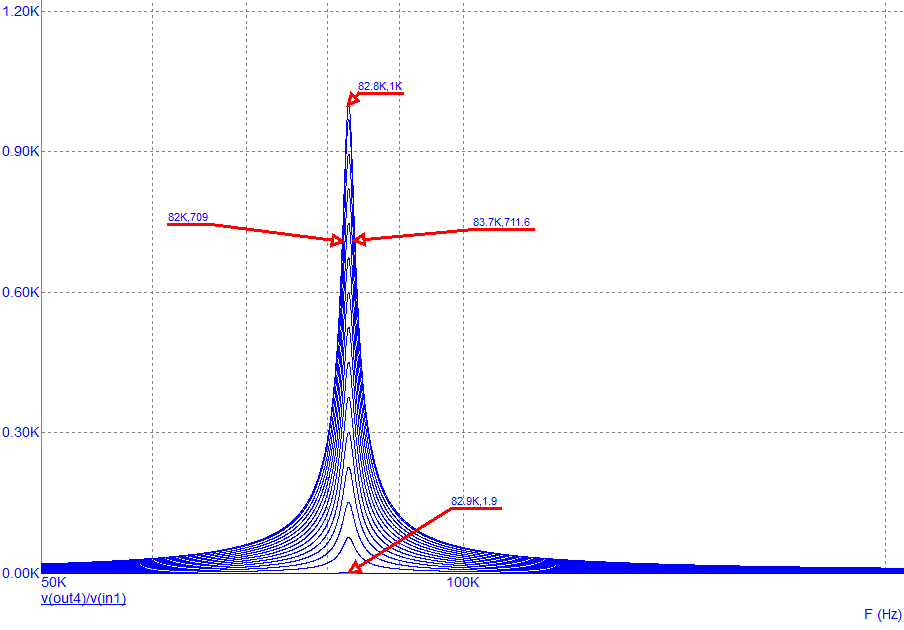 1.20K
82.8K,1K
0.90K
82K,709
83.7K,711.6
0.60K
0.30K
82.9K,1.9
0.00K
50K
100K
v(out4)/v(in1)
F (Hz)